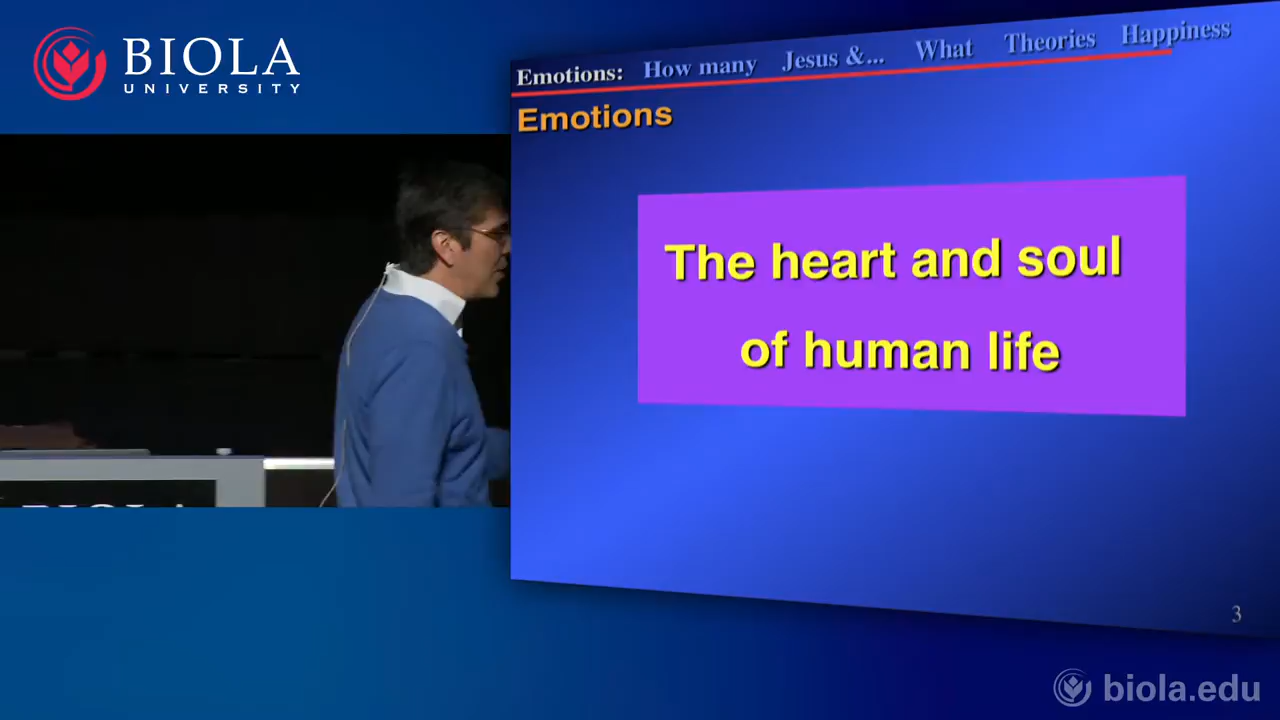 BIOLA
UNIVERSITY
Emotions: How many Jesus &... What Theories Happiness
Emotions
The heart and soul
of human life
BIOLA
3
biola.edu